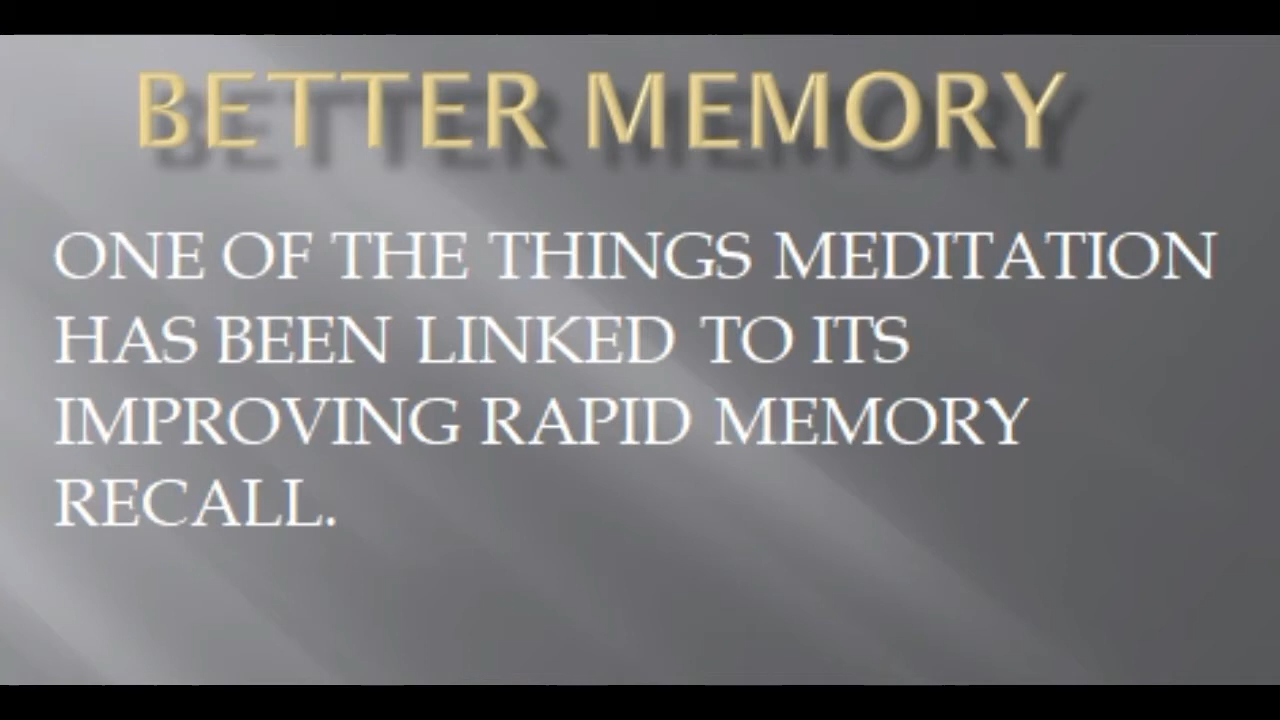 BETTER MEMORY
ONE OF THE THINGS MEDITATION
HAS BEEN LINKED TO ITS
IMPROVING RAPID MEMORY
RECALL.